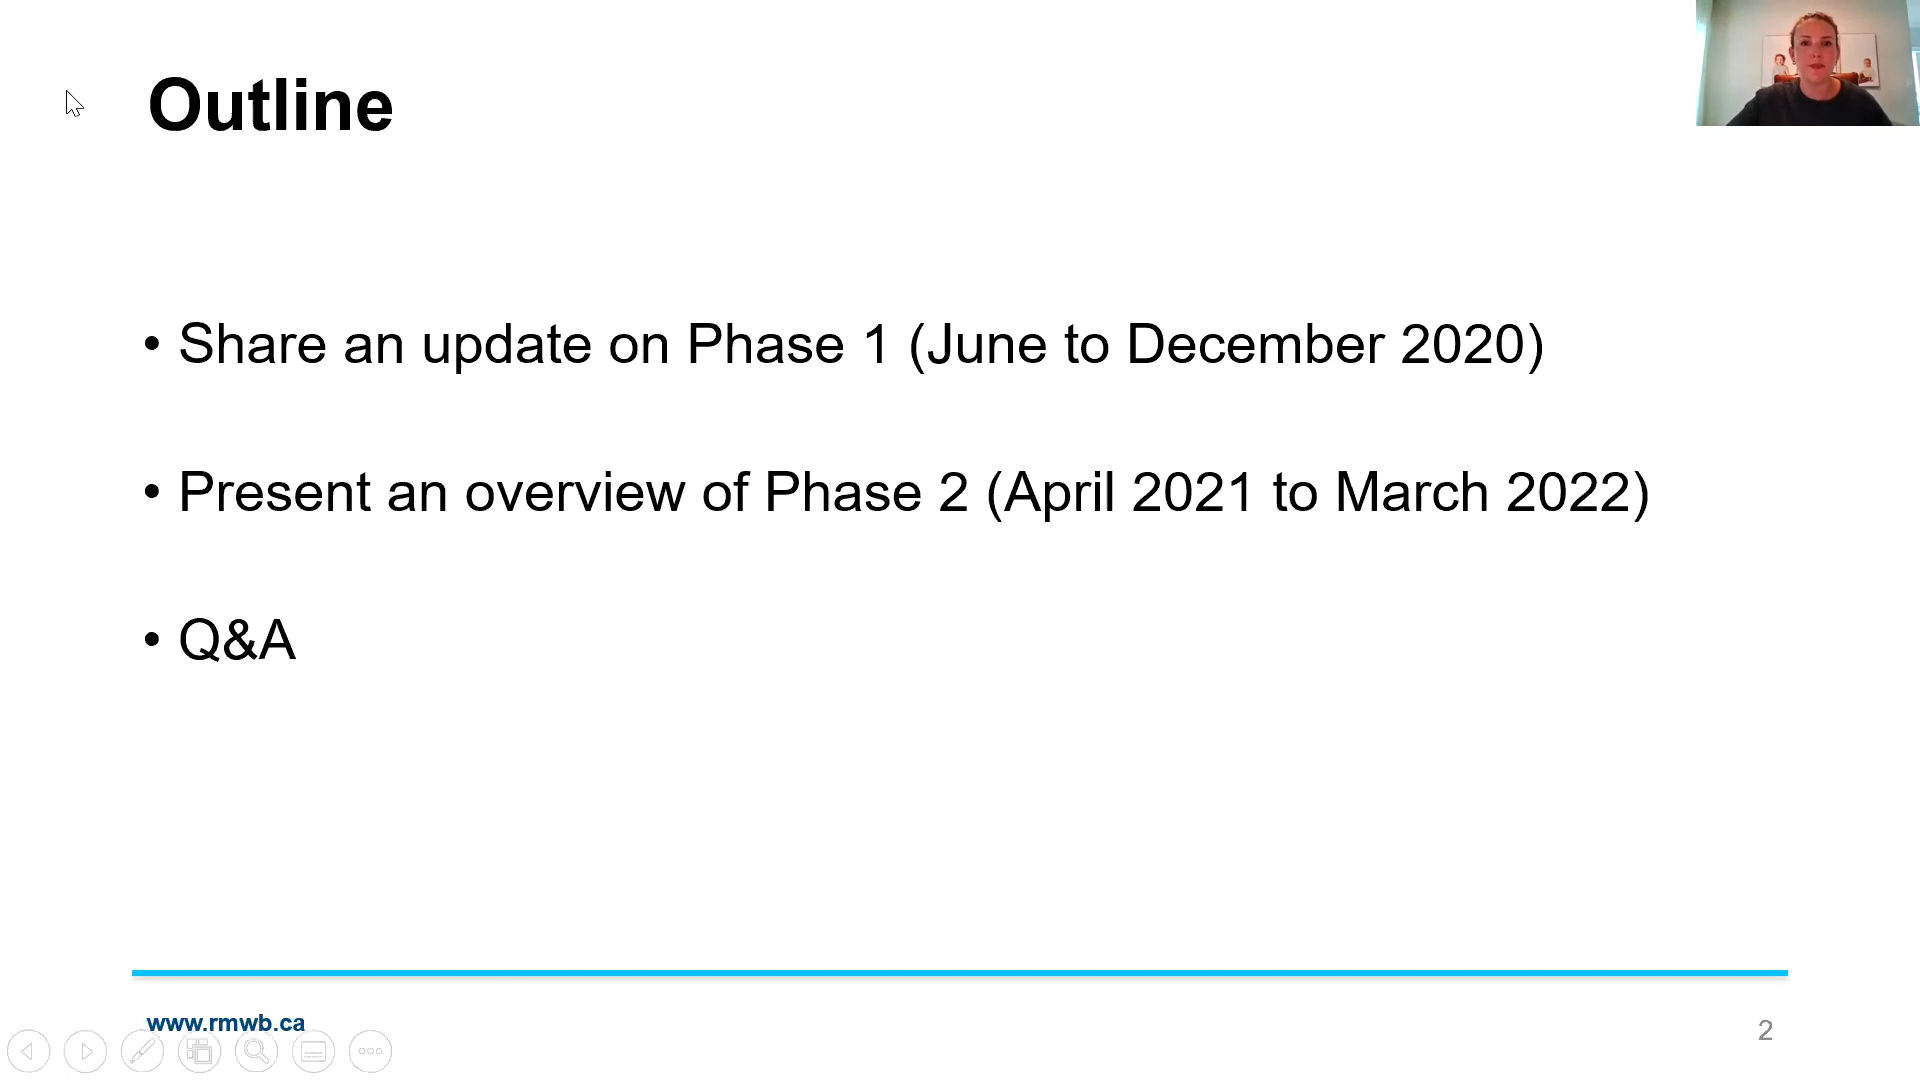 Outline
• Share an update on Phase 1 (June to December 2020)
• Present an overview of Phase 2 (April 2021 to March 2022)
• Q&A
www.rmwb.ca
2